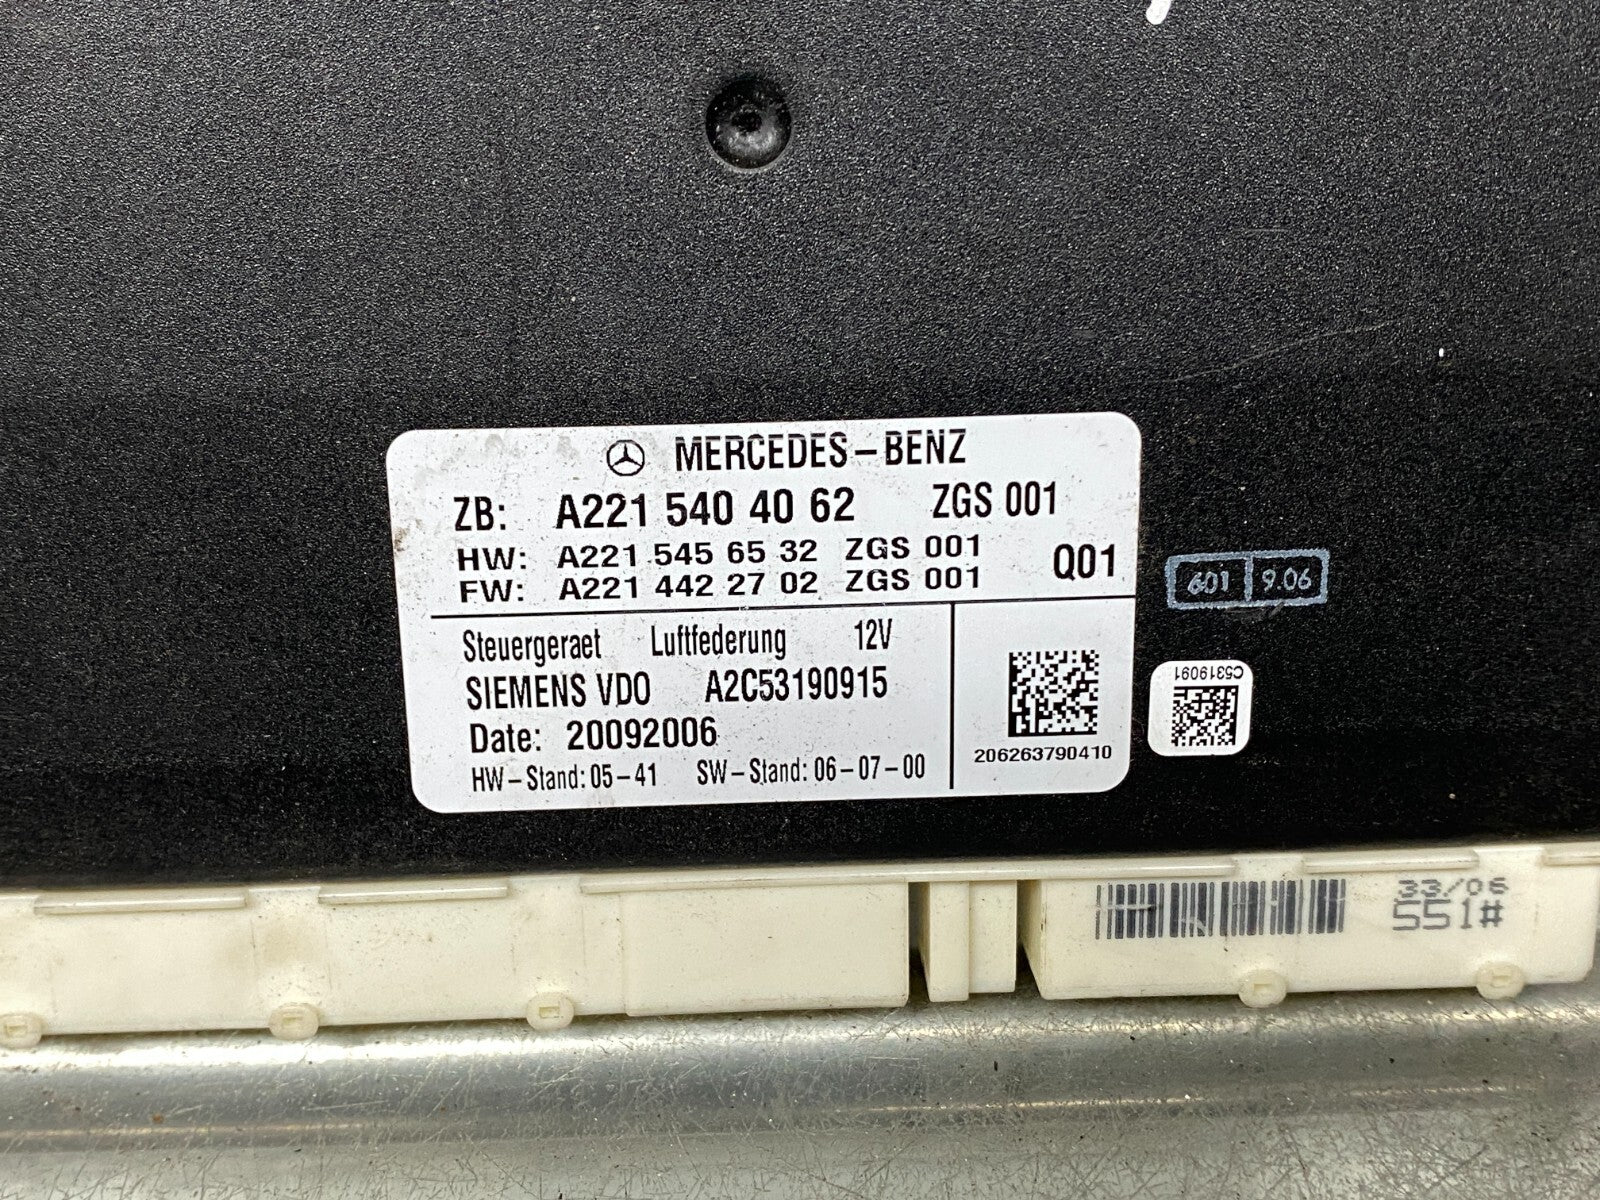 MERCEDES-BENZ
ZB: A221 540 40 62 ZGS 001
HW: A221 545 65 32 ZGS 001
FW: A221 442 27 02 ZGS 001
Q01
Steuergeraet Luftfederung 12V
SIEMENS VDO A2C53190915
Date: 20092006
HW-Stand: 05-41 SW-Stand: 06-07-00
206263790410
601 9.06
C5319091
33/06
551#